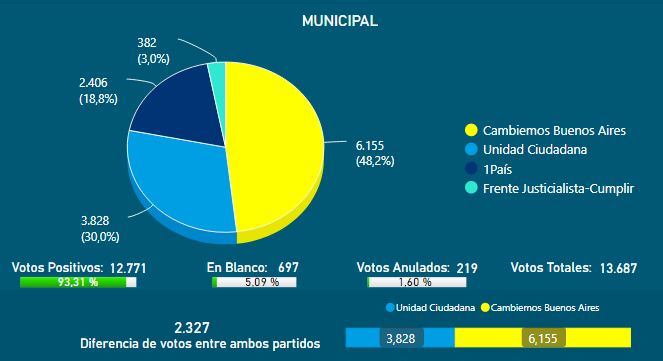 MUNICIPAL
382
(3,0%)
2.406
(18,8%)
6.155
(48,2%)
3.828
(30,0%)
Cambiemos Buenos Aires
Unidad Ciudadana
1País
Frente Justicialista-Cumplir
Votos Positivos: 12.771
93,31 %
En Blanco: 697
5,09 %
Votos Anulados: 219
1,60 %
Votos Totales: 13.687
Unidad Ciudadana Cambiemos Buenos Aires
2.327
Diferencia de votos entre ambos partidos
3,828 6,155